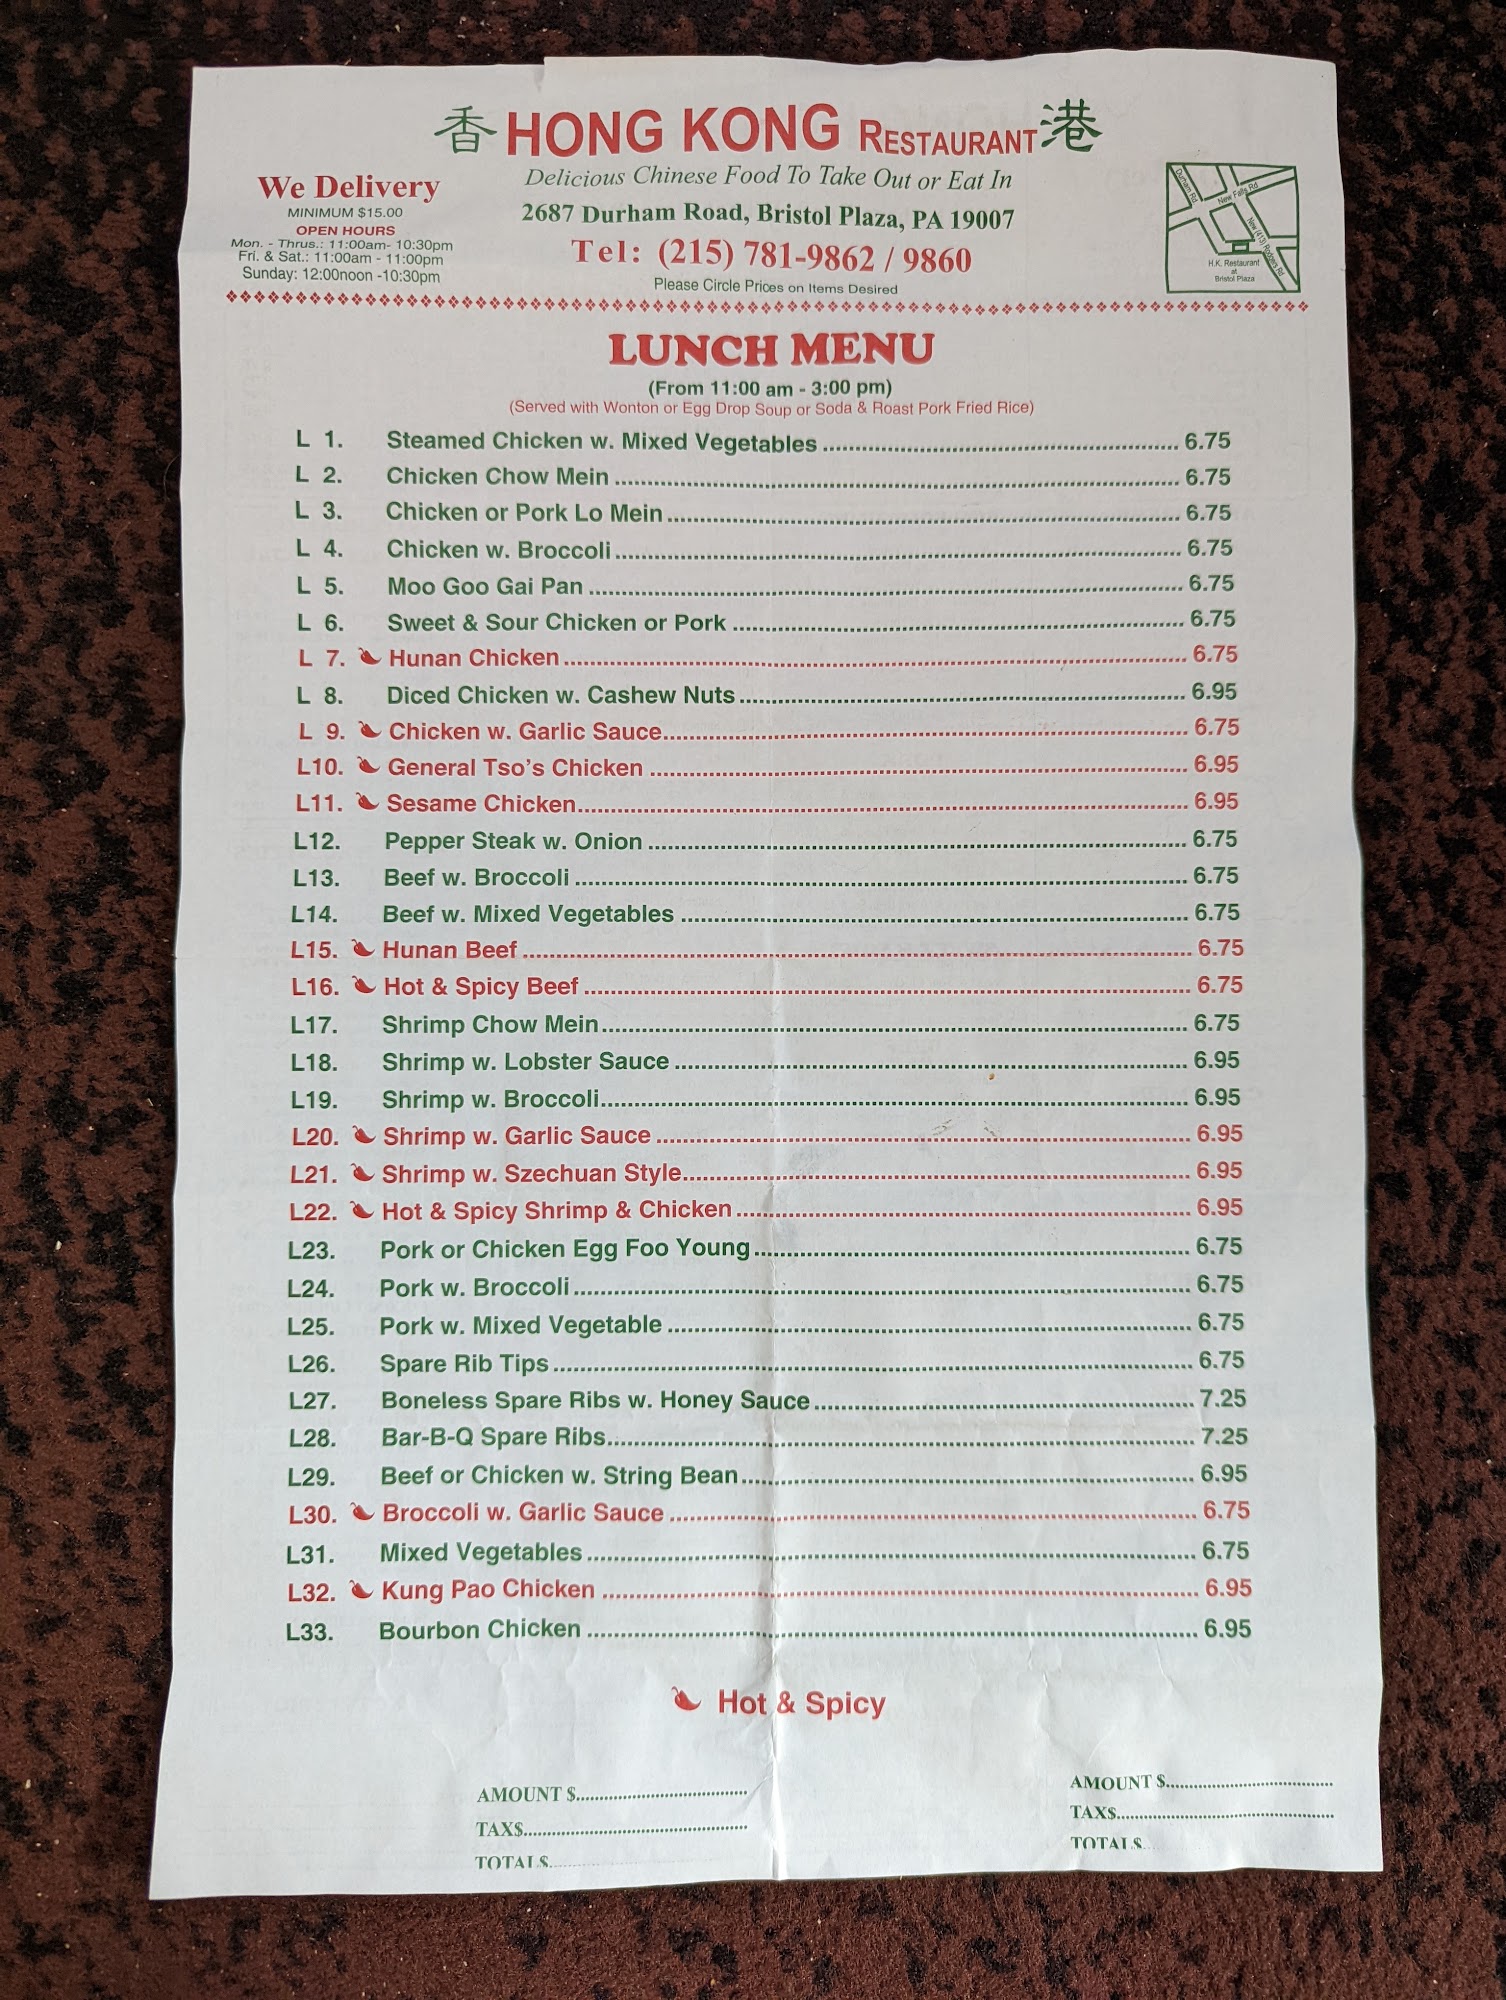 香 HONG KONG RESTAURANT 港
Delicious Chinese Food To Take Out or Eat In
2687 Durham Road, Bristol Plaza, PA 19007
Tel: (215) 781-9862 / 9860
Please Circle Prices on Items Desired
We Delivery
MINIMUM $15.00
OPEN HOURS
Mon. - Thrus.: 11:00am- 10:30pm
Fri. & Sat.: 11:00am - 11:00pm
Sunday: 12:00noon -10:30pm
Durham Rd
New Falls Rd
New (413) Rodgers Rd
H.K. Restaurant
at
Bristol Plaza
LUNCH MENU
(From 11:00 am - 3:00 pm)
(Served with Wonton or Egg Drop Soup or Soda & Roast Pork Fried Rice)
L 1. Steamed Chicken w. Mixed Vegetables 6.75
L 2. Chicken Chow Mein 6.75
L 3. Chicken or Pork Lo Mein 6.75
L 4. Chicken w. Broccoli 6.75
L 5. Moo Goo Gai Pan 6.75
L 6. Sweet & Sour Chicken or Pork 6.75
L 7. Hunan Chicken 6.75
L 8. Diced Chicken w. Cashew Nuts 6.95
L 9. Chicken w. Garlic Sauce 6.75
L10. General Tso's Chicken 6.95
L11. Sesame Chicken 6.95
L12. Pepper Steak w. Onion 6.75
L13. Beef w. Broccoli 6.75
L14. Beef w. Mixed Vegetables 6.75
L15. Hunan Beef 6.75
L16. Hot & Spicy Beef 6.75
L17. Shrimp Chow Mein 6.75
L18. Shrimp w. Lobster Sauce 6.95
L19. Shrimp w. Broccoli 6.95
L20. Shrimp w. Garlic Sauce 6.95
L21. Shrimp w. Szechuan Style 6.95
L22. Hot & Spicy Shrimp & Chicken 6.95
L23. Pork or Chicken Egg Foo Young 6.75
L24. Pork w. Broccoli 6.75
L25. Pork w. Mixed Vegetable 6.75
L26. Spare Rib Tips 6.75
L27. Boneless Spare Ribs w. Honey Sauce 7.25
L28. Bar-B-Q Spare Ribs 7.25
L29. Beef or Chicken w. String Bean 6.95
L30. Broccoli w. Garlic Sauce 6.75
L31. Mixed Vegetables 6.75
L32. Kung Pao Chicken 6.95
L33. Bourbon Chicken 6.95
Hot & Spicy
AMOUNT $
TAX$
TOTAL$
AMOUNT $
TAX$
TOTAL$